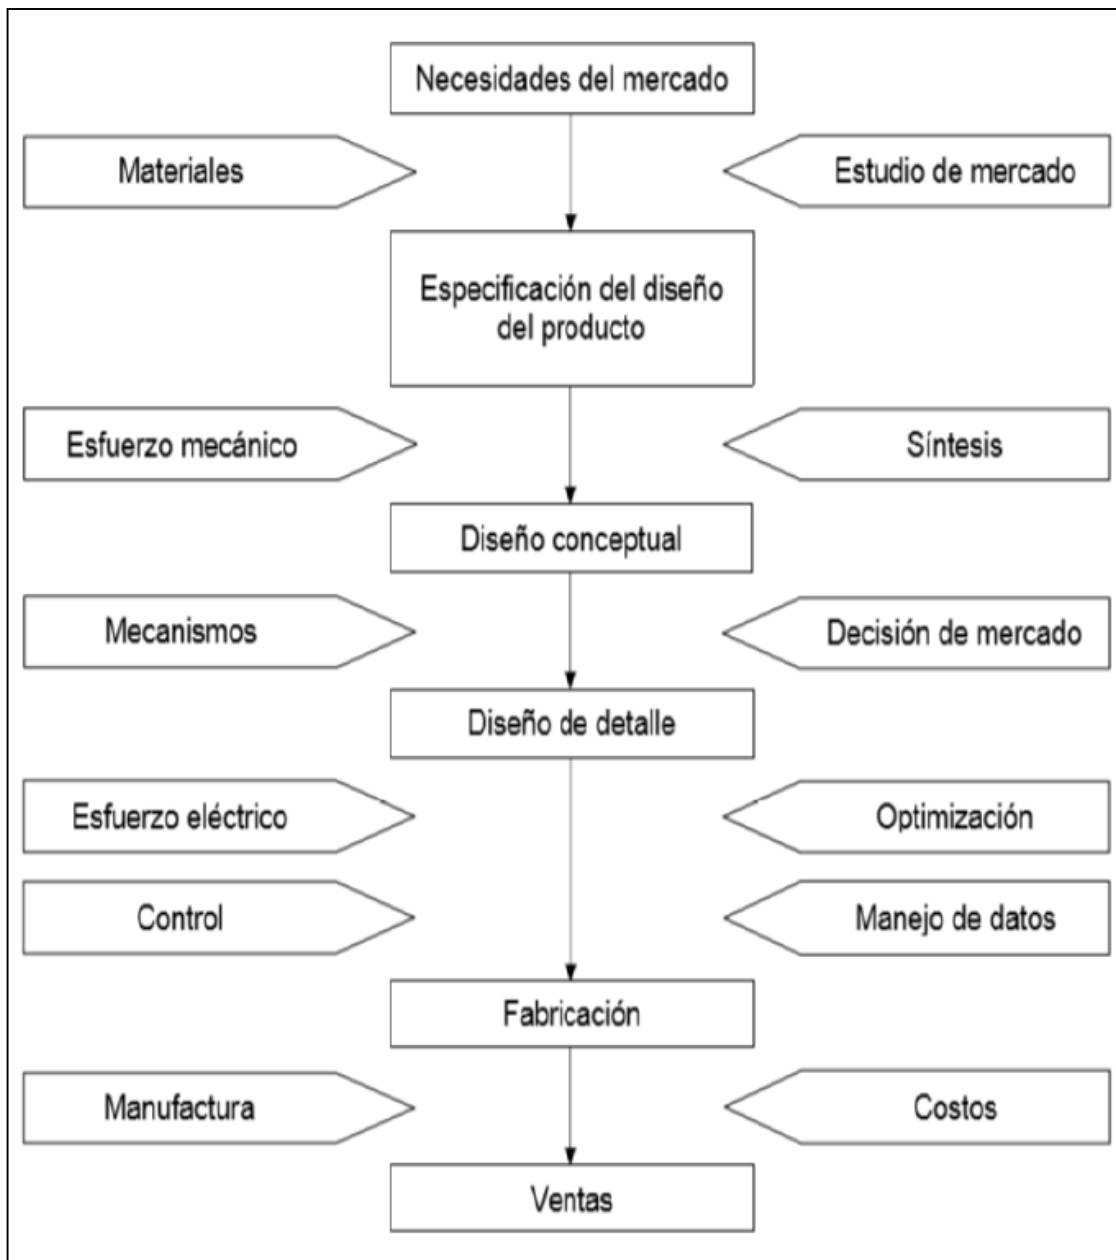 Necesidades del mercado
Materiales
Estudio de mercado
Especificación del diseño
del producto
Esfuerzo mecánico
Síntesis
Diseño conceptual
Mecanismos
Decisión de mercado
Diseño de detalle
Esfuerzo eléctrico
Optimización
Control
Manejo de datos
Fabricación
Manufactura
Costos
Ventas